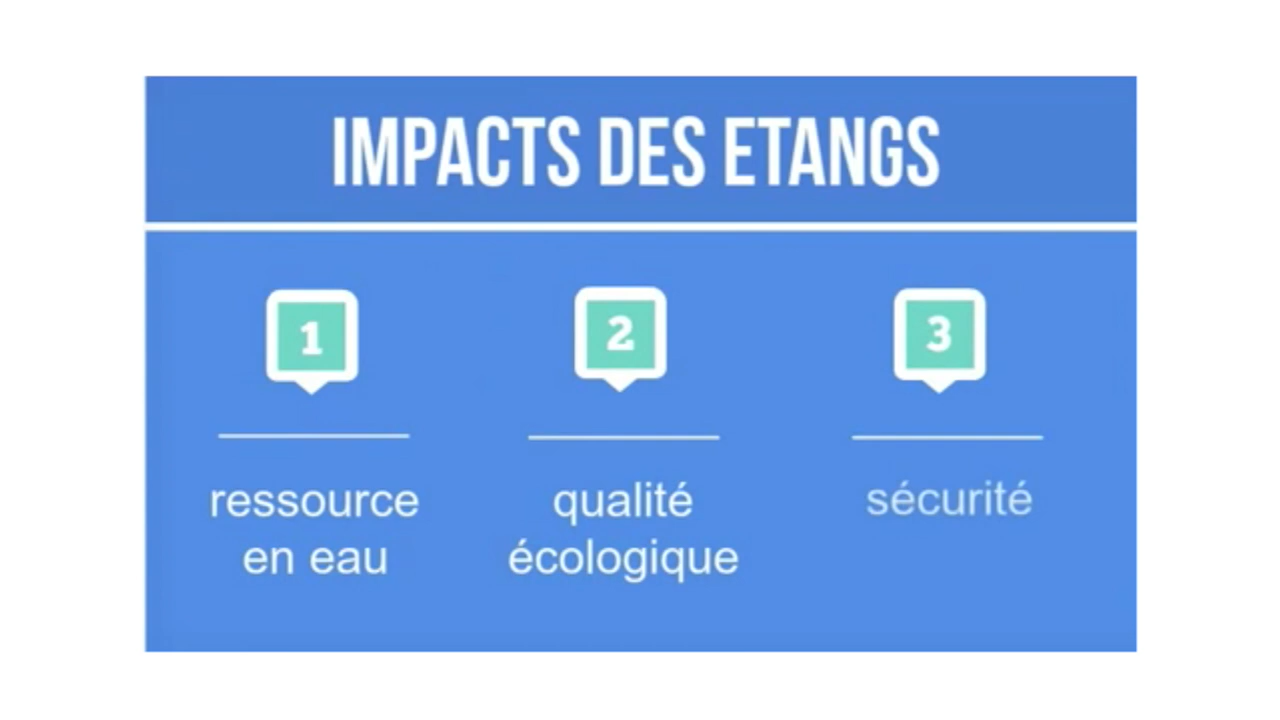 IMPACTS DES ETANGS
1
2
3
ressource
en eau
qualité
écologique
sécurité